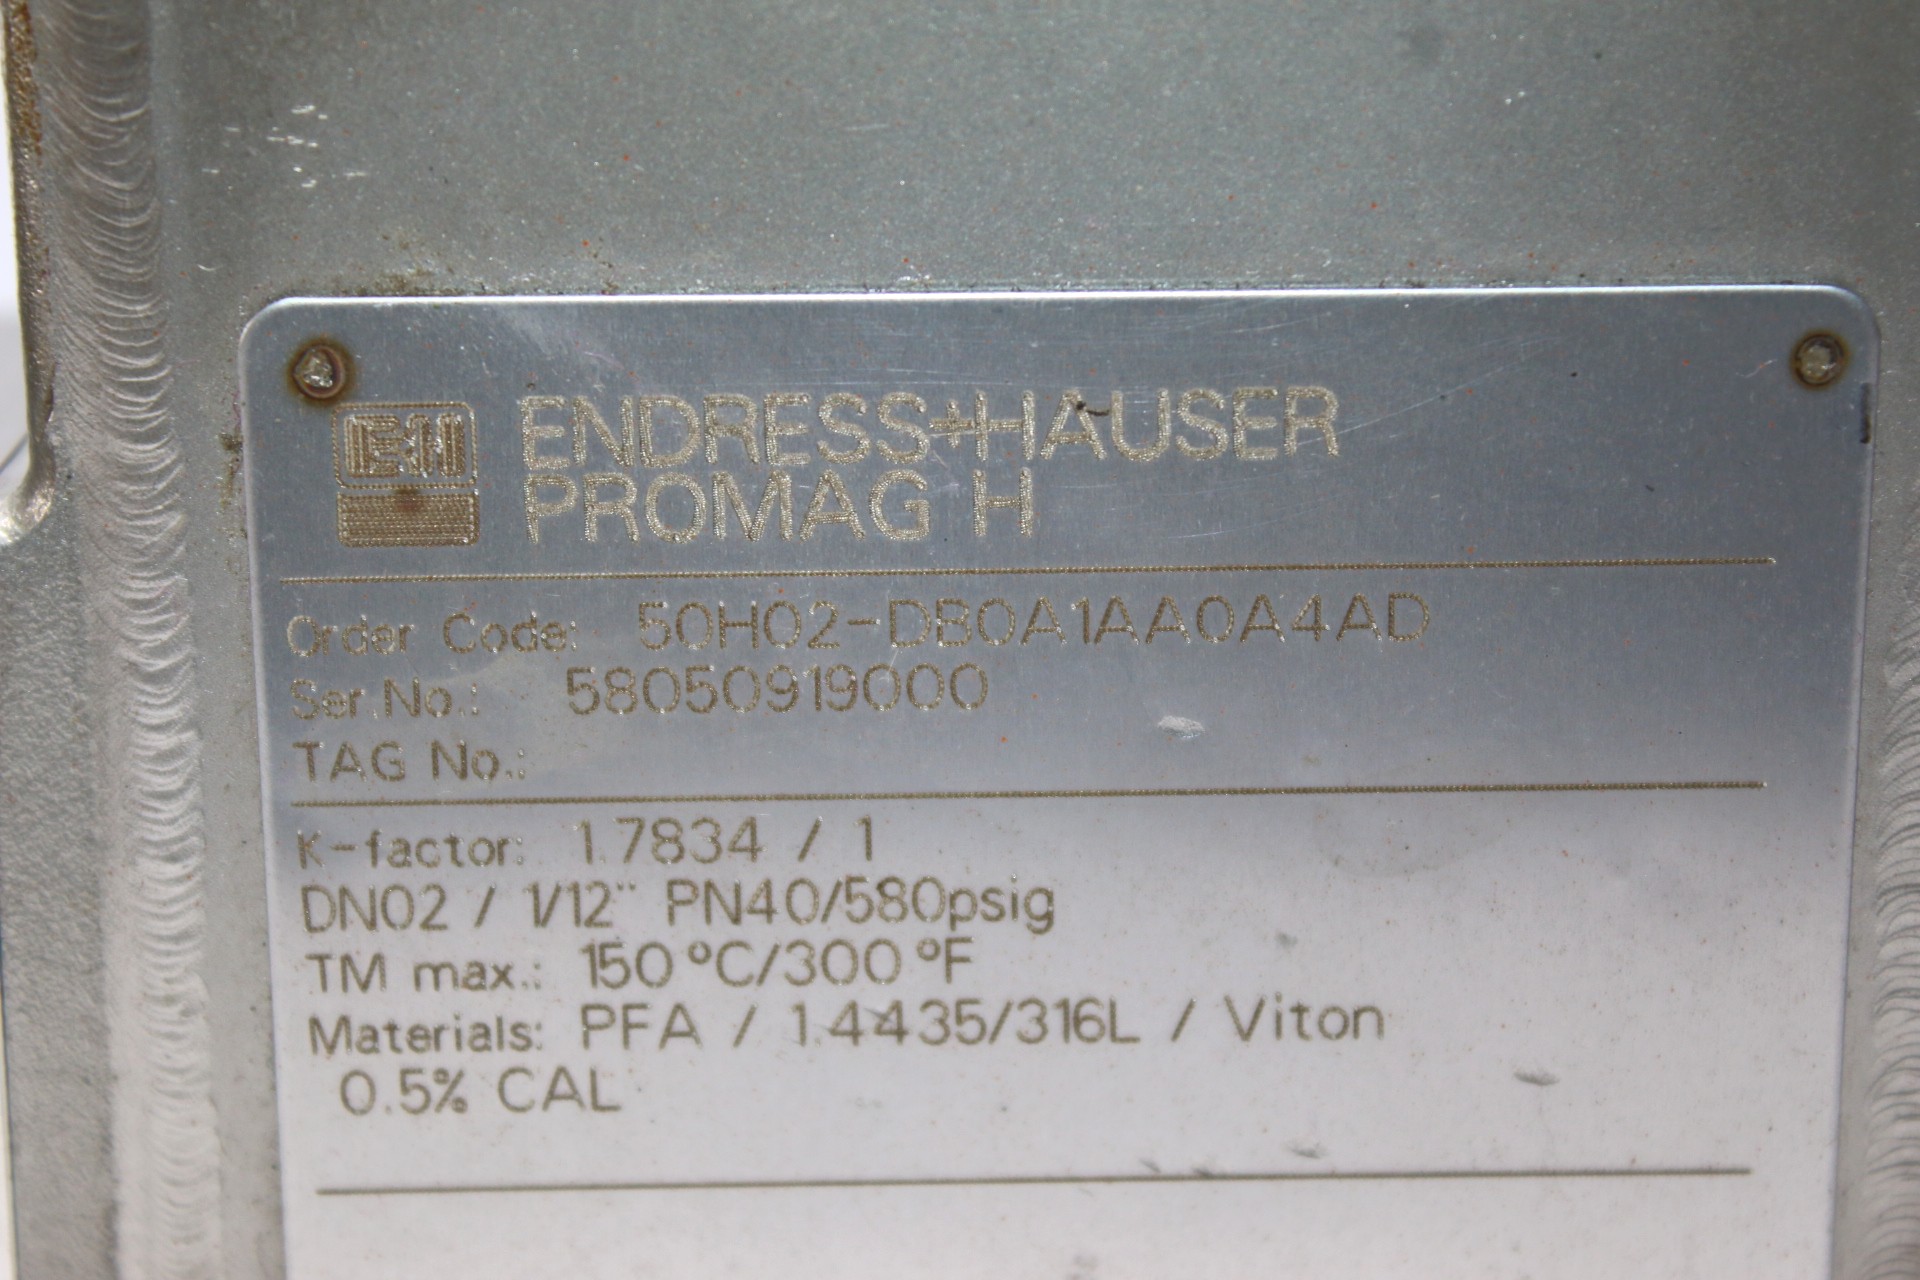 EH
ENDRESS+HAUSER
PROMAG H
Order Code: 50H02-DB0A1AA0A4AD
Ser.No.: 58050919000
TAG No.:
K-factor: 1.7834 / 1
DN02 / 1/12" PN40/580psig
TM max.: 150 °C/300 °F
Materials: PFA / 1.4435/316L / Viton
0.5% CAL